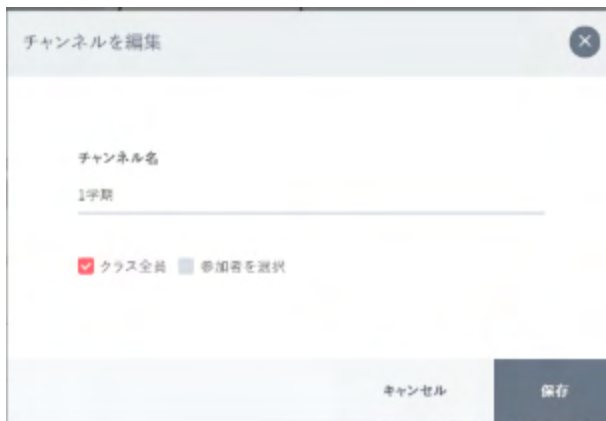 チャンネルを編集
チャンネル名
1学期
クラス全員 参加者を選択
キャンセル 保存